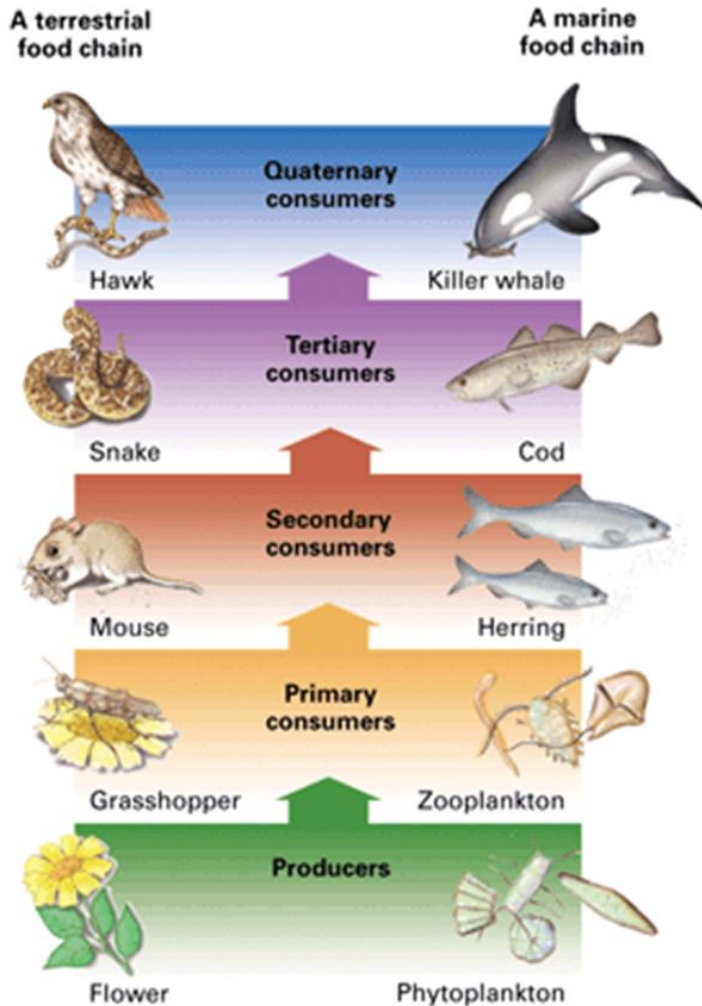 A terrestrial
food chain
A marine
food chain
Quaternary
consumers
Hawk
Killer whale
Tertiary
consumers
Snake
Cod
Secondary
consumers
Mouse
Herring
Primary
consumers
Grasshopper
Zooplankton
Producers
Flower
Phytoplankton